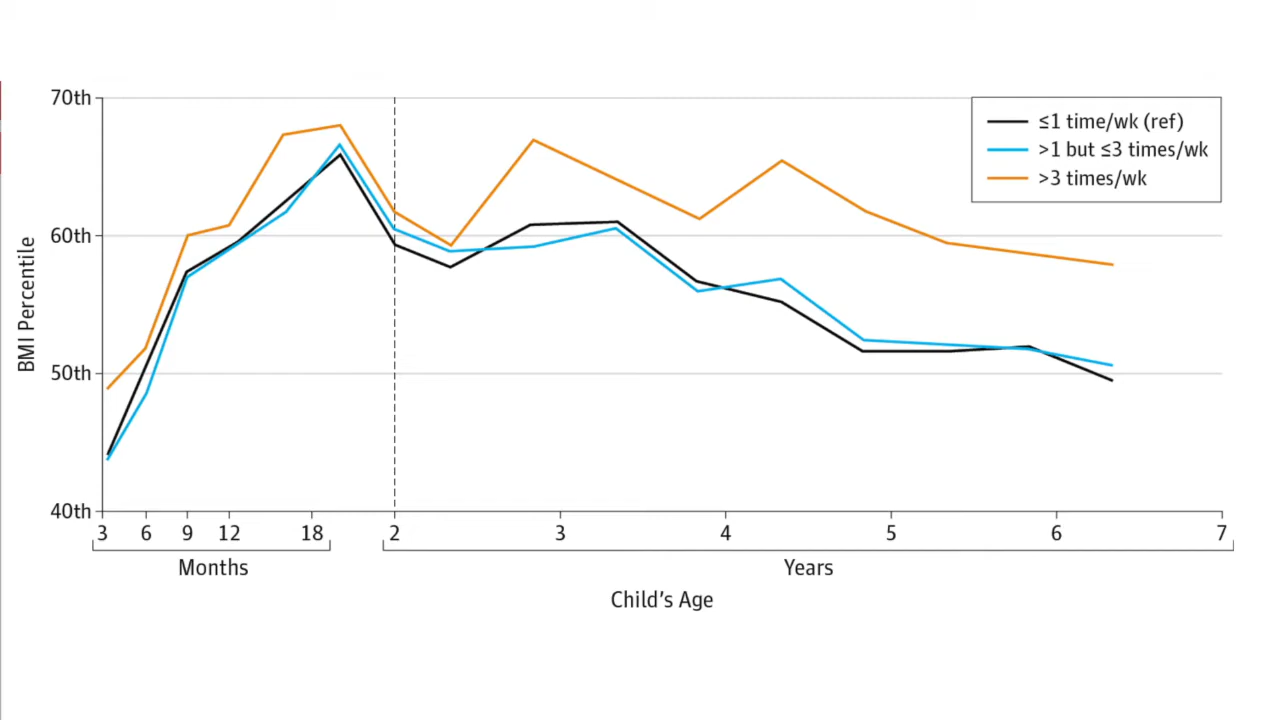 70th
60th
50th
40th
BMI Percentile
≤1 time/wk (ref)
>1 but ≤3 times/wk
>3 times/wk
3 6 9 12 18 2 3 4 5 6 7
Months Years
Child's Age